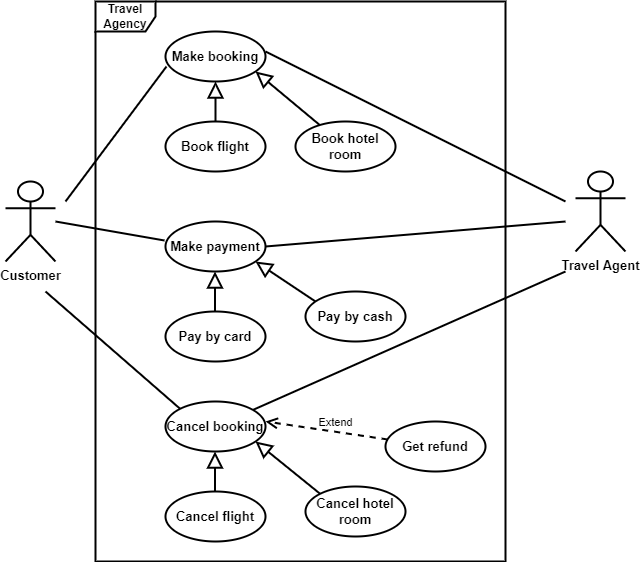 Travel
Agency
Make booking
Book flight
Book hotel
room
Customer
Travel Agent
Make payment
Pay by card
Pay by cash
Cancel booking
Extend
Get refund
Cancel flight
Cancel hotel
room